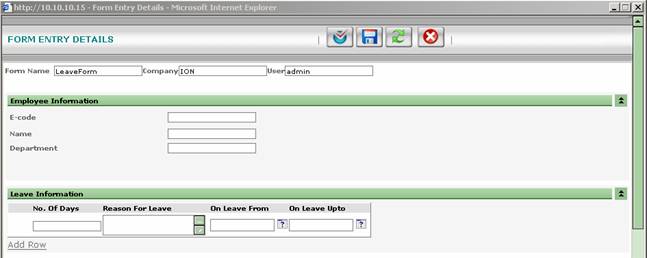 http://10.10.10.15 - Form Entry Details - Microsoft Internet Explorer
FORM ENTRY DETAILS
Form Name LeaveForm Company ION User admin
Employee Information
E-code
Name
Department
Leave Information
No. Of Days Reason For Leave On Leave From On Leave Upto
? ?
Add Row